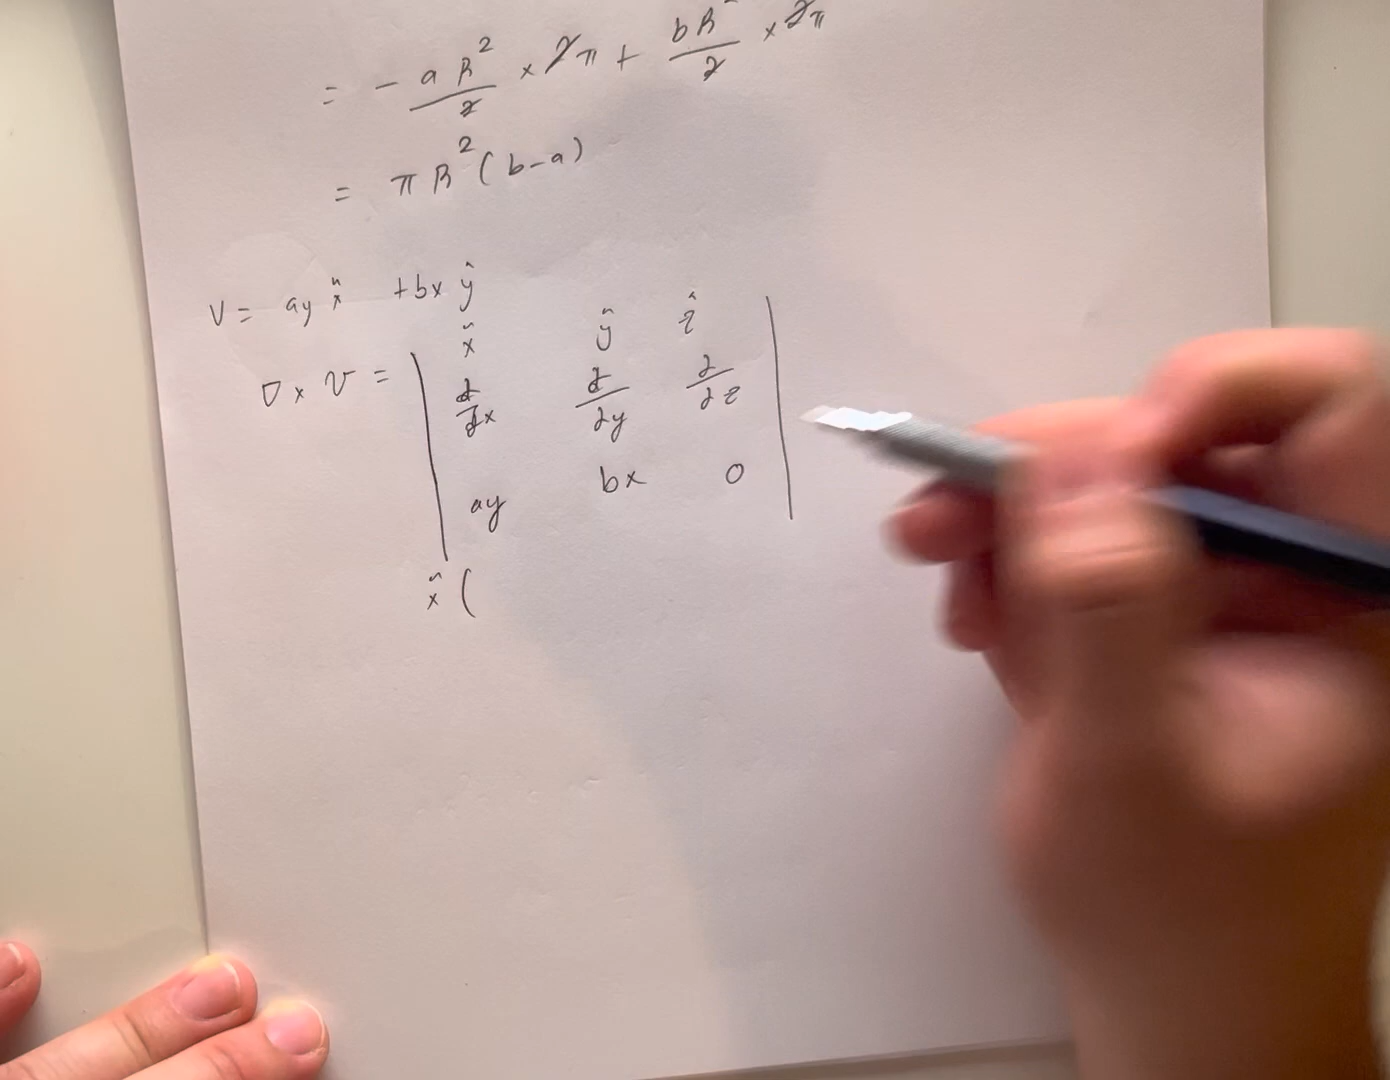 = - aR²/2 × 2π + bR²/2 × 2π
= πR²(b-a)
V = ay x̂ + bx ŷ
x̂ ŷ ẑ
∇ × v = | ∂/∂x ∂/∂y ∂/∂z |
ay bx 0
x̂ (